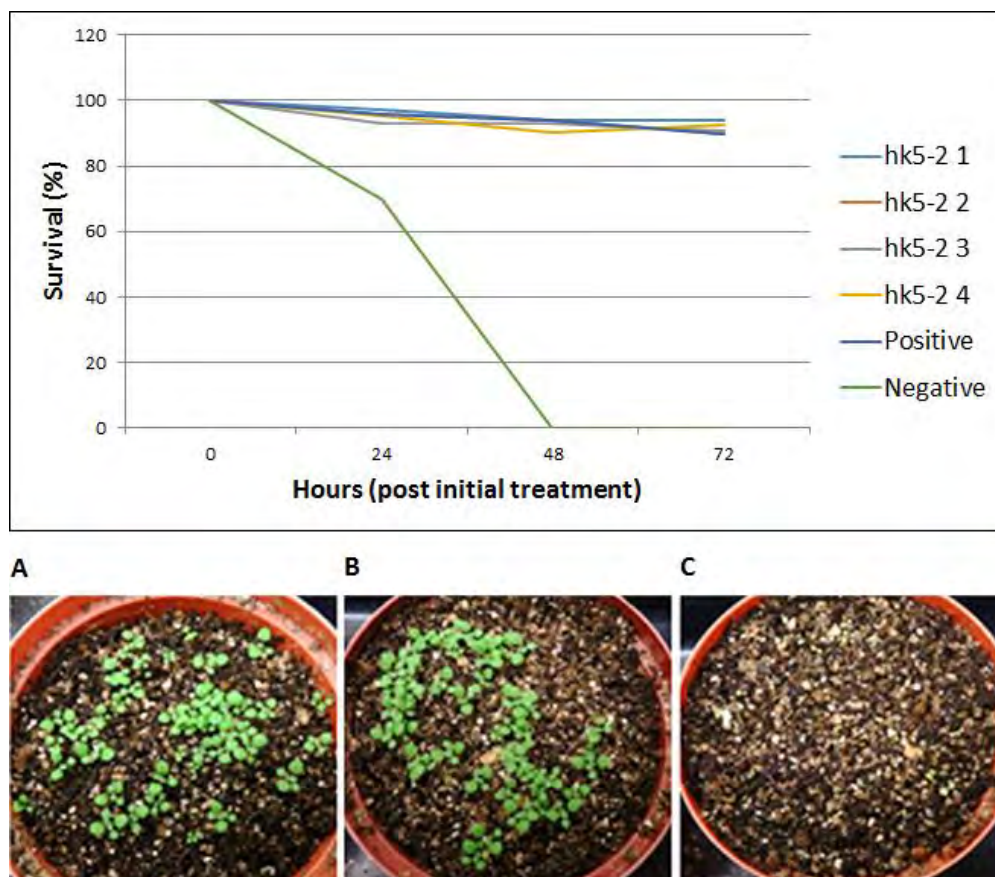 120
100
80
60
40
20
0
Survival (%)
0 24 48 72
Hours (post initial treatment)
hk5-2 1
hk5-2 2
hk5-2 3
hk5-2 4
Positive
Negative
A B C